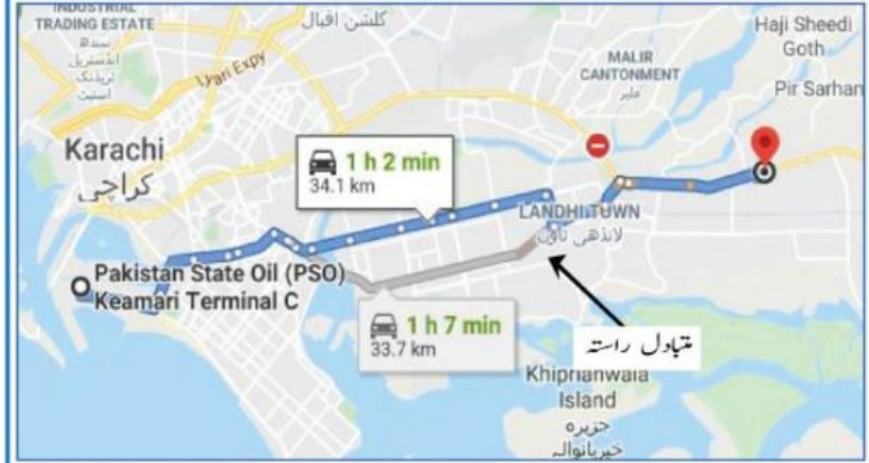 INDUSTRIAL
TRADING ESTATE
سندھ
انڈسٹریل
ٹریڈنگ
اسٹیٹ
گلشن اقبال
Lyari Expy
Haji Sheedi
Goth
MALIR
CANTONMENT
ملیر
Pir Sarhan
Karachi
کراچی
1 h 2 min
34.1 km
LANDHI TOWN
لانڈھی ٹاؤن
Pakistan State Oil (PSO)
Keamari Terminal C
1 h 7 min
33.7 km
متبادل راستہ
Khiprianwala
Island
جزیرہ
خیریانوالہ